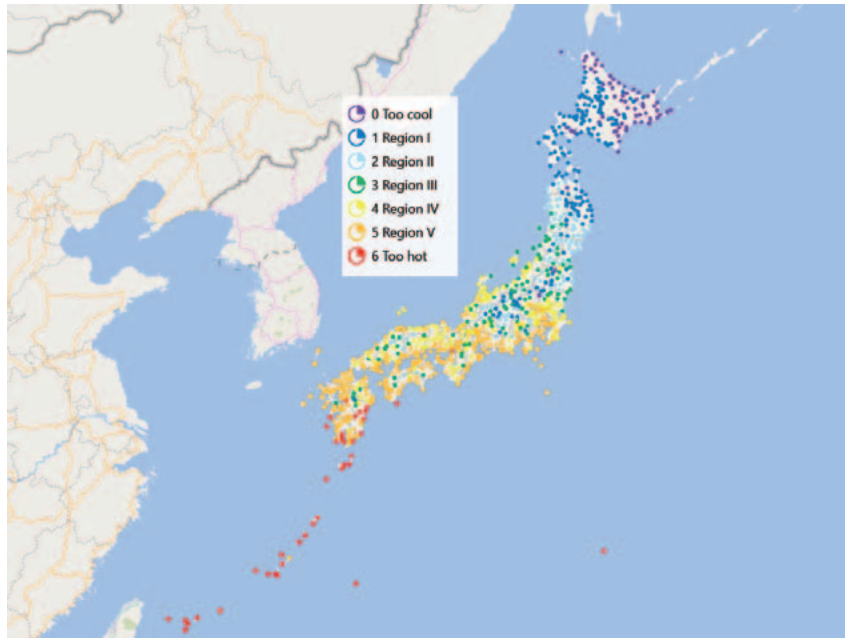 0 Too cool
1 Region I
2 Region II
3 Region III
4 Region IV
5 Region V
6 Too hot